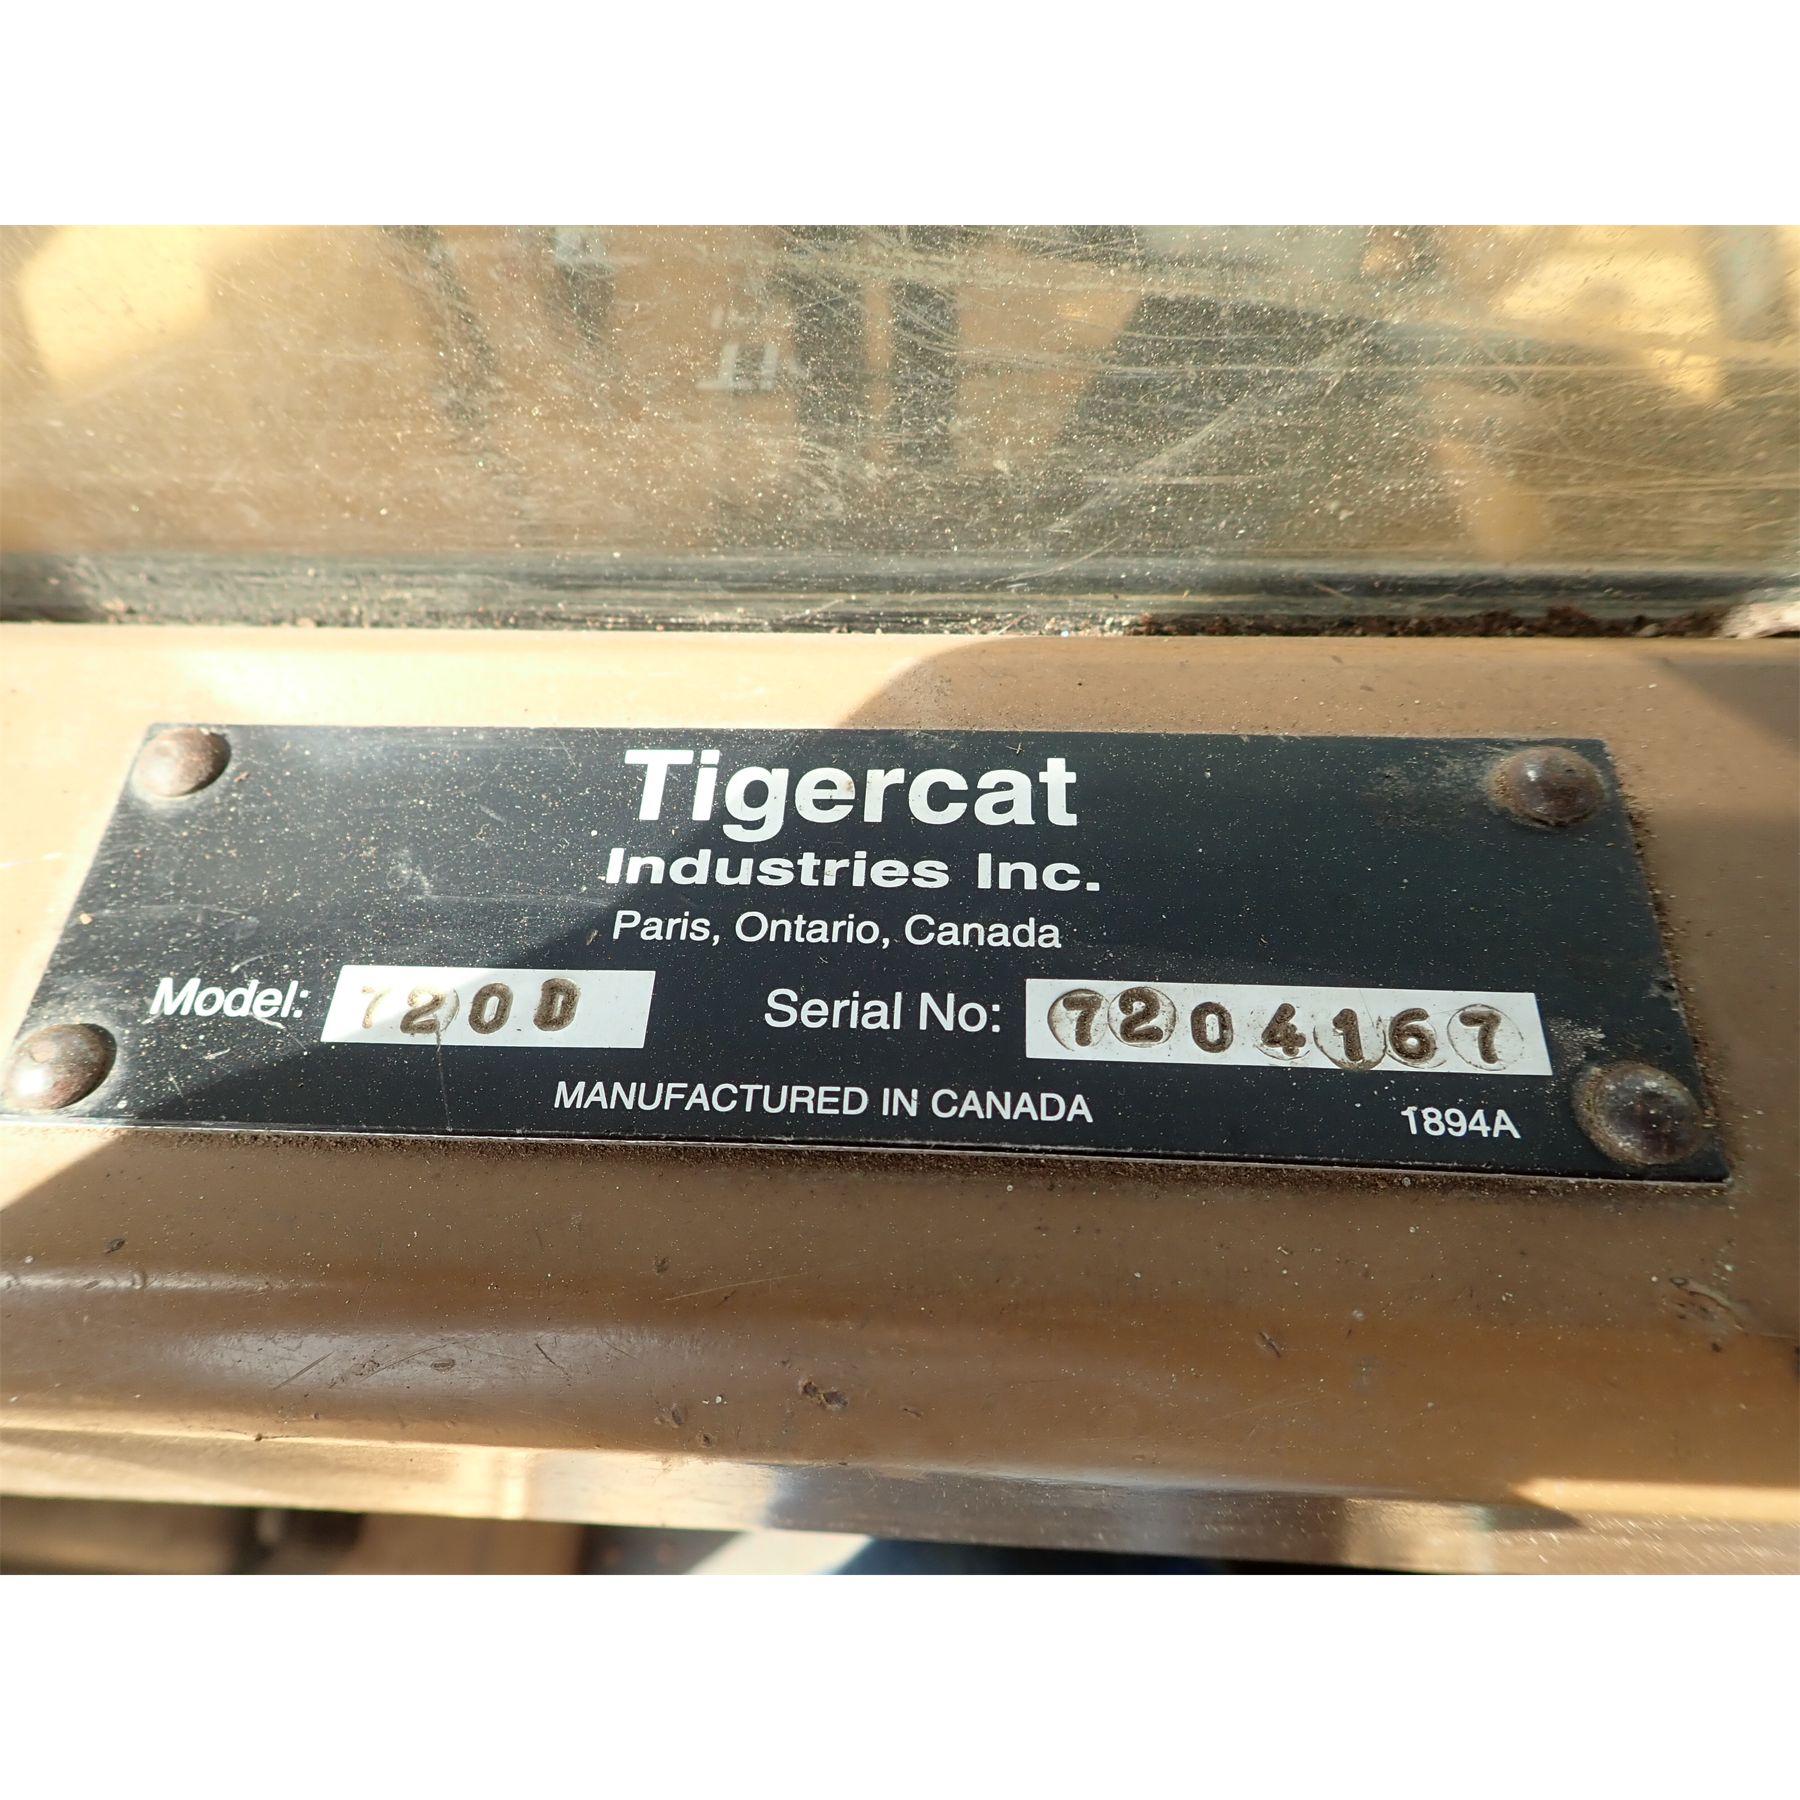 Tigercat
Industries Inc.
Paris, Ontario, Canada
Model: 720D Serial No: 7204167
MANUFACTURED IN CANADA 1894A